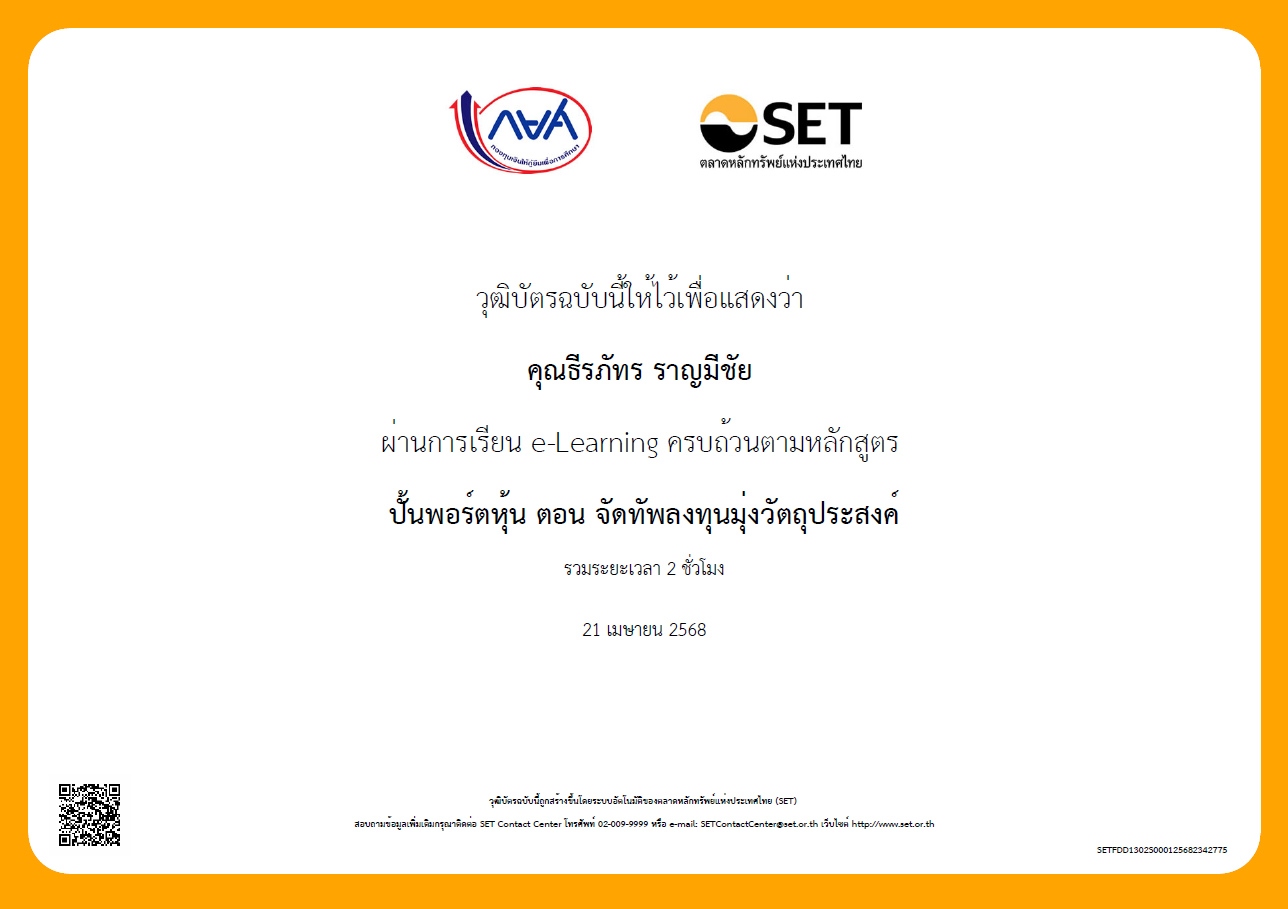 กยศ
กองทุนเงินให้กู้ยืมเพื่อการศึกษา
SET
ตลาดหลักทรัพย์แห่งประเทศไทย
วุฒิบัตรฉบับนี้ให้ไว้เพื่อแสดงว่า
คุณธีรภัทร ราญมีชัย
ผ่านการเรียน e-Learning ครบถ้วนตามหลักสูตร
ปั้นพอร์ตหุ้น ตอน จัดทัพลงทุนมุ่งวัตถุประสงค์
รวมระยะเวลา 2 ชั่วโมง
21 เมษายน 2568
วุฒิบัตรฉบับนี้ถูกสร้างขึ้นโดยระบบอัตโนมัติของตลาดหลักทรัพย์แห่งประเทศไทย (SET)
สอบถามข้อมูลเพิ่มเติมกรุณาติดต่อ SET Contact Center โทรศัพท์ 02-009-9999 หรือ e-mail: SETContactCenter@set.or.th เว็บไซต์ http://www.set.or.th
SETFDD1302S000125682342775